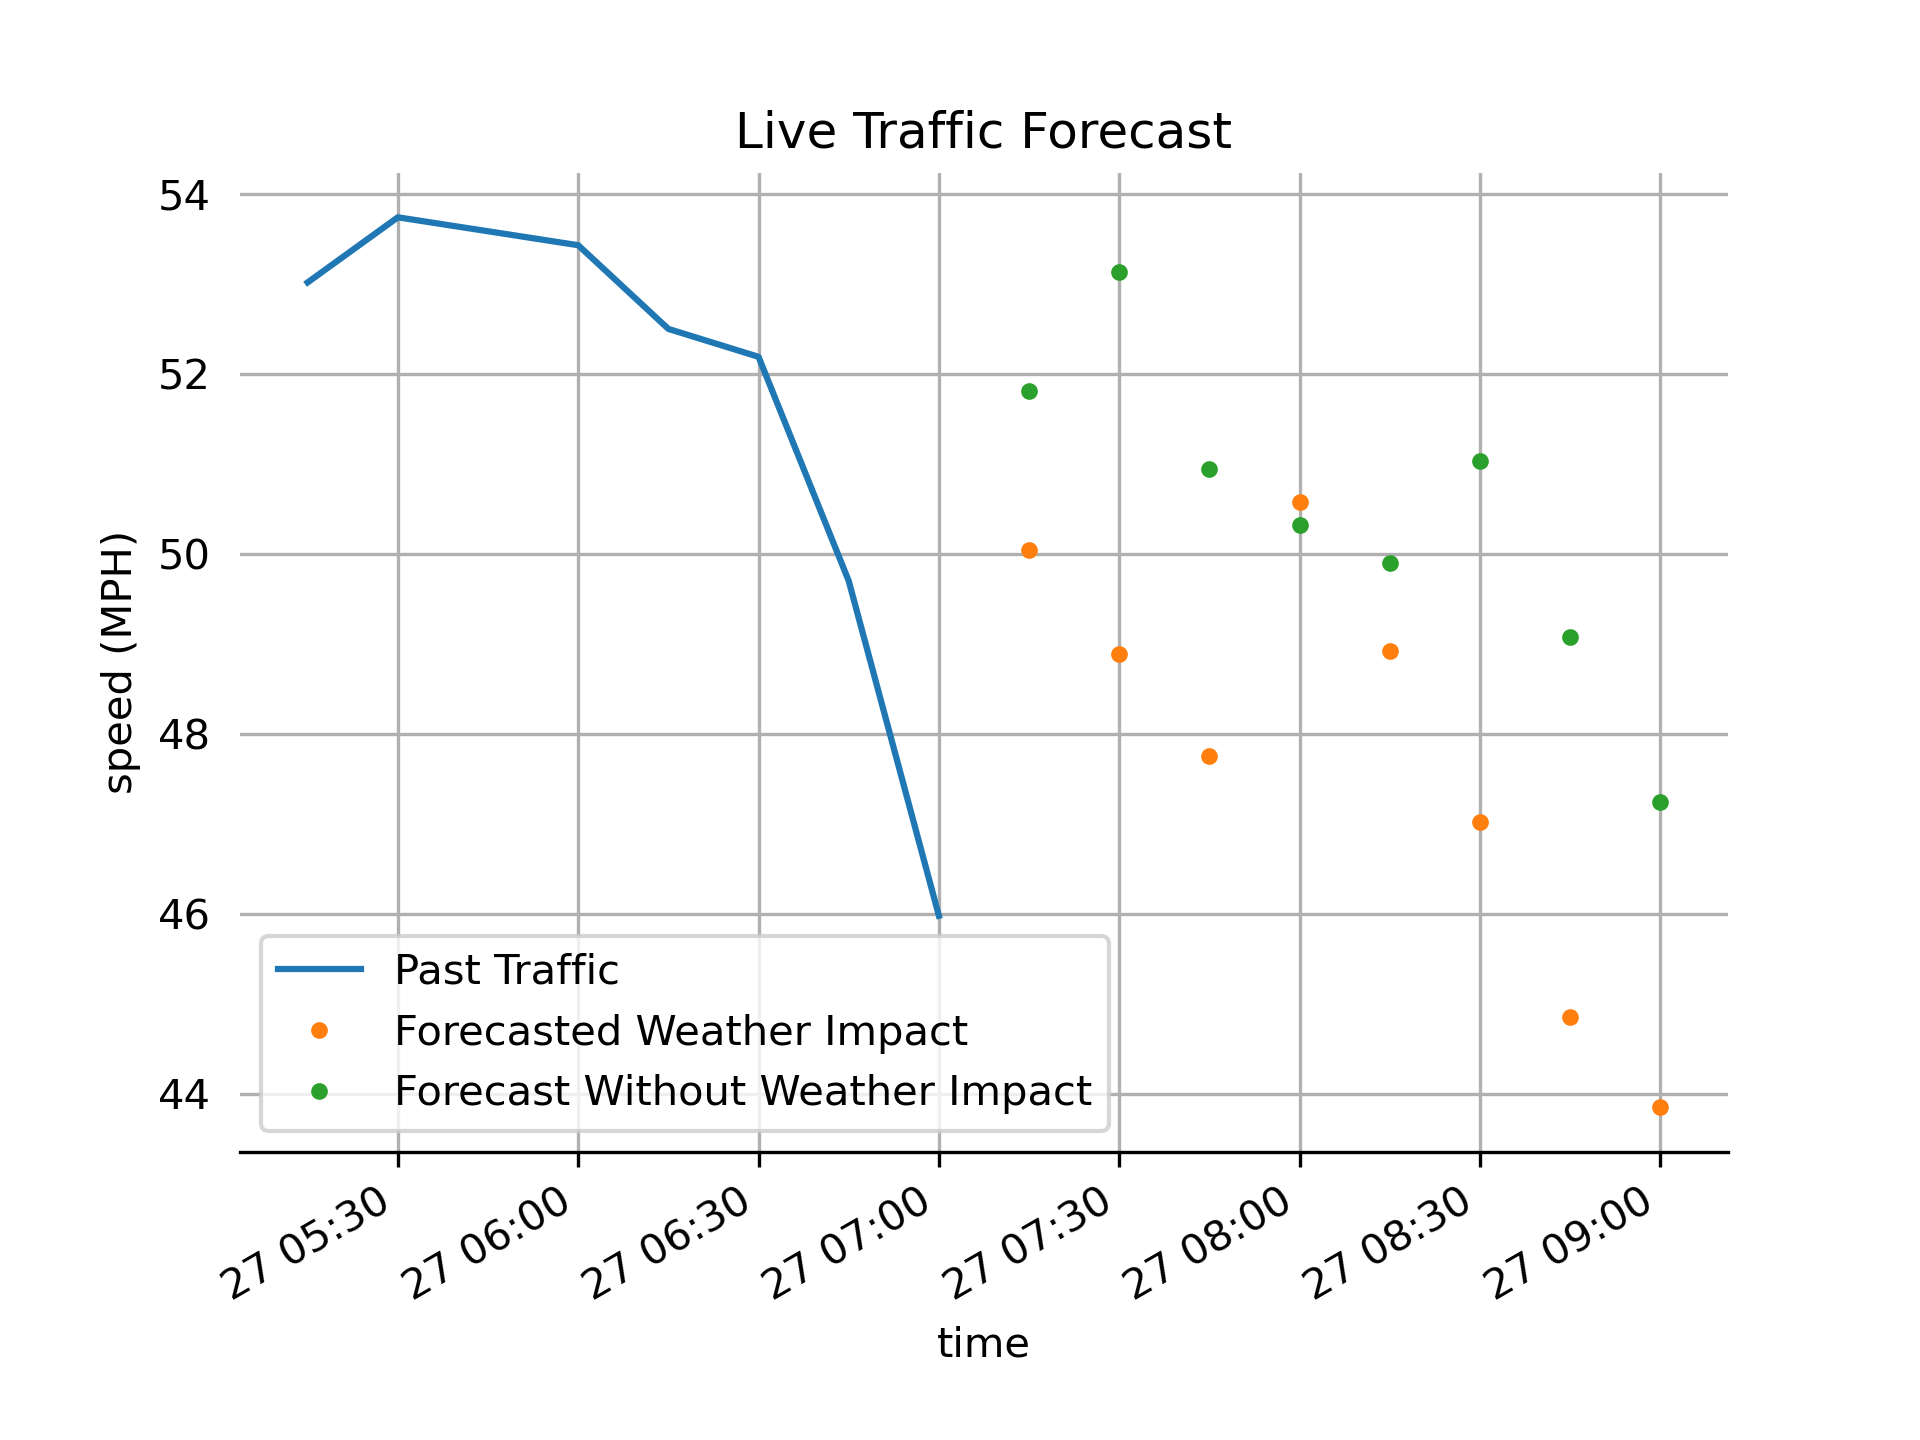 Live Traffic Forecast
54
52
50
48
46
44
speed (MPH)
Past Traffic
Forecasted Weather Impact
Forecast Without Weather Impact
27 05:30
27 06:00
27 06:30
27 07:00
27 07:30
27 08:00
27 08:30
27 09:00
time